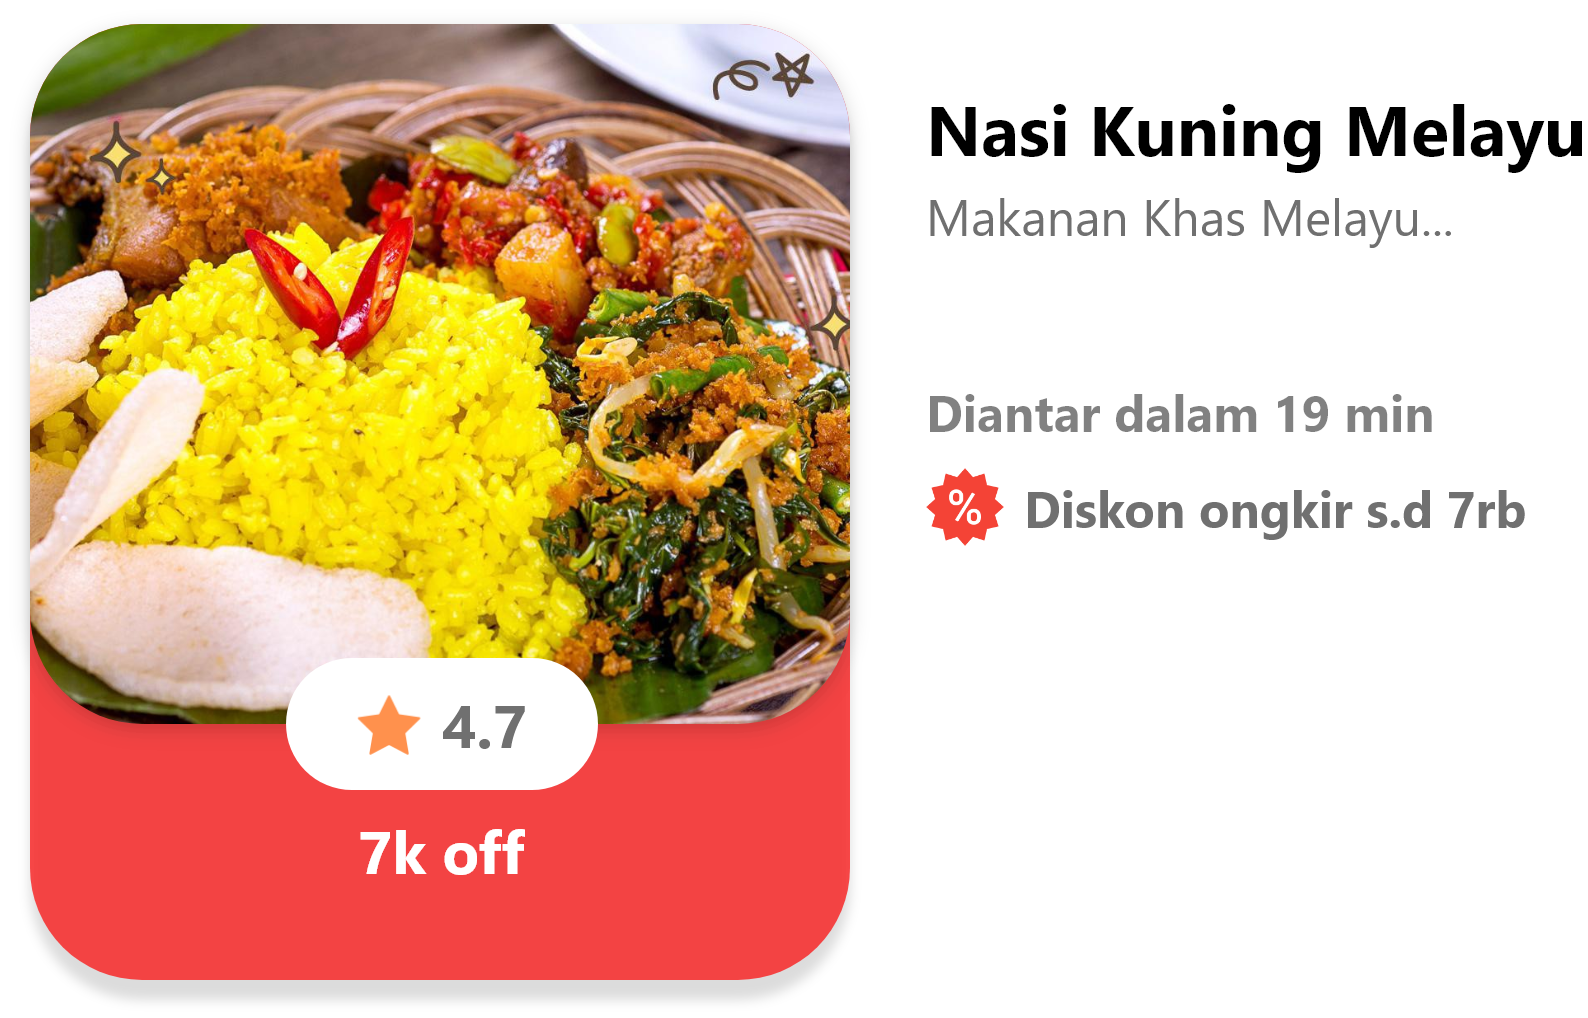 Nasi Kuning Melayu
Makanan Khas Melayu...
Diantar dalam 19 min
% Diskon ongkir s.d 7rb
4.7
7k off